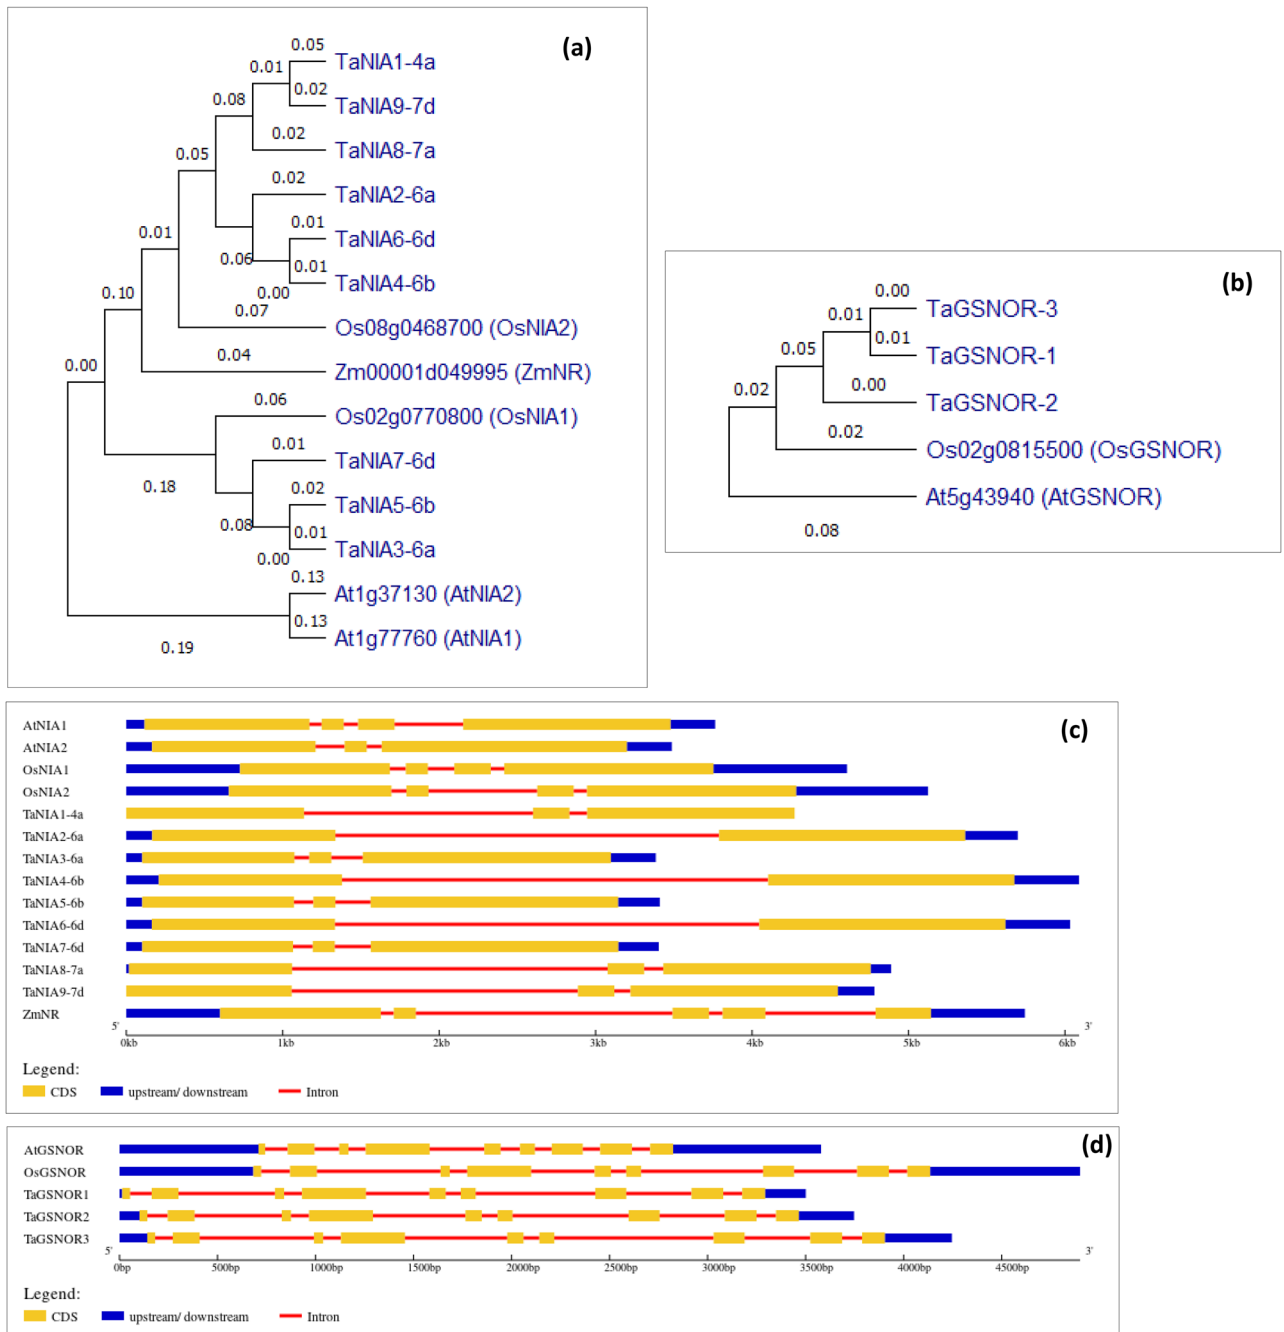 (a)
0.05
TaNIA1-4a
0.01
0.02
TaNIA9-7d
0.08
0.02
TaNIA8-7a
0.05
0.02
TaNIA2-6a
0.01
TaNIA6-6d
0.01
0.06
0.01
TaNIA4-6b
0.00
0.07
Os08g0468700 (OsNIA2)
0.10
0.04
Zm00001d049995 (ZmNR)
0.00
0.06
Os02g0770800 (OsNIA1)
0.01
TaNIA7-6d
0.18
0.02
TaNIA5-6b
0.08
0.01
TaNIA3-6a
0.00
0.13
At1g37130 (AtNIA2)
0.13
At1g77760 (AtNIA1)
0.19
(b)
0.00
TaGSNOR-3
0.01
0.01
TaGSNOR-1
0.05
0.00
TaGSNOR-2
0.02
0.02
Os02g0815500 (OsGSNOR)
At5g43940 (AtGSNOR)
0.08
(c)
AtNIA1
AtNIA2
OsNIA1
OsNIA2
TaNIA1-4a
TaNIA2-6a
TaNIA3-6a
TaNIA4-6b
TaNIA5-6b
TaNIA6-6d
TaNIA7-6d
TaNIA8-7a
TaNIA9-7d
ZmNR
5' 3'
0kb 1kb 2kb 3kb 4kb 5kb 6kb
Legend:
CDS upstream/ downstream Intron
(d)
AtGSNOR
OsGSNOR
TaGSNOR1
TaGSNOR2
TaGSNOR3
5' 3'
0bp 500bp 1000bp 1500bp 2000bp 2500bp 3000bp 3500bp 4000bp 4500bp
Legend:
CDS upstream/ downstream Intron